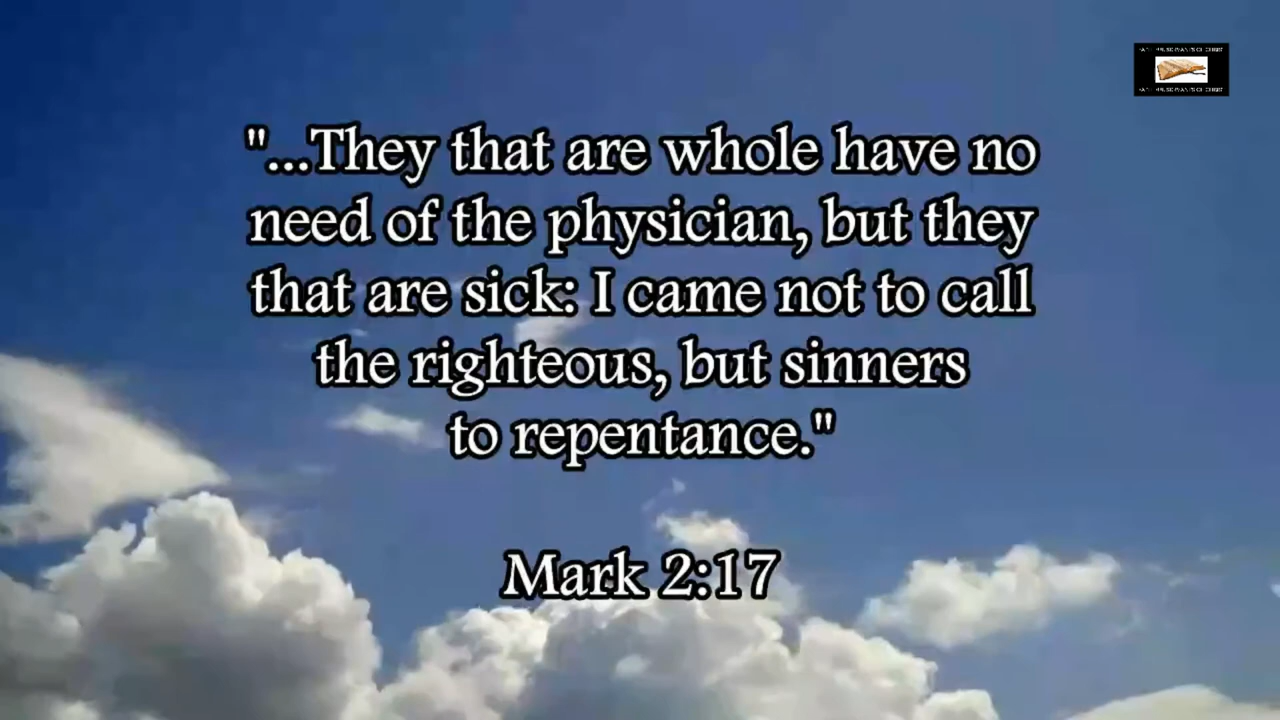 "...They that are whole have no
need of the physician, but they
that are sick: I came not to call
the righteous, but sinners
to repentance."
Mark 2:17